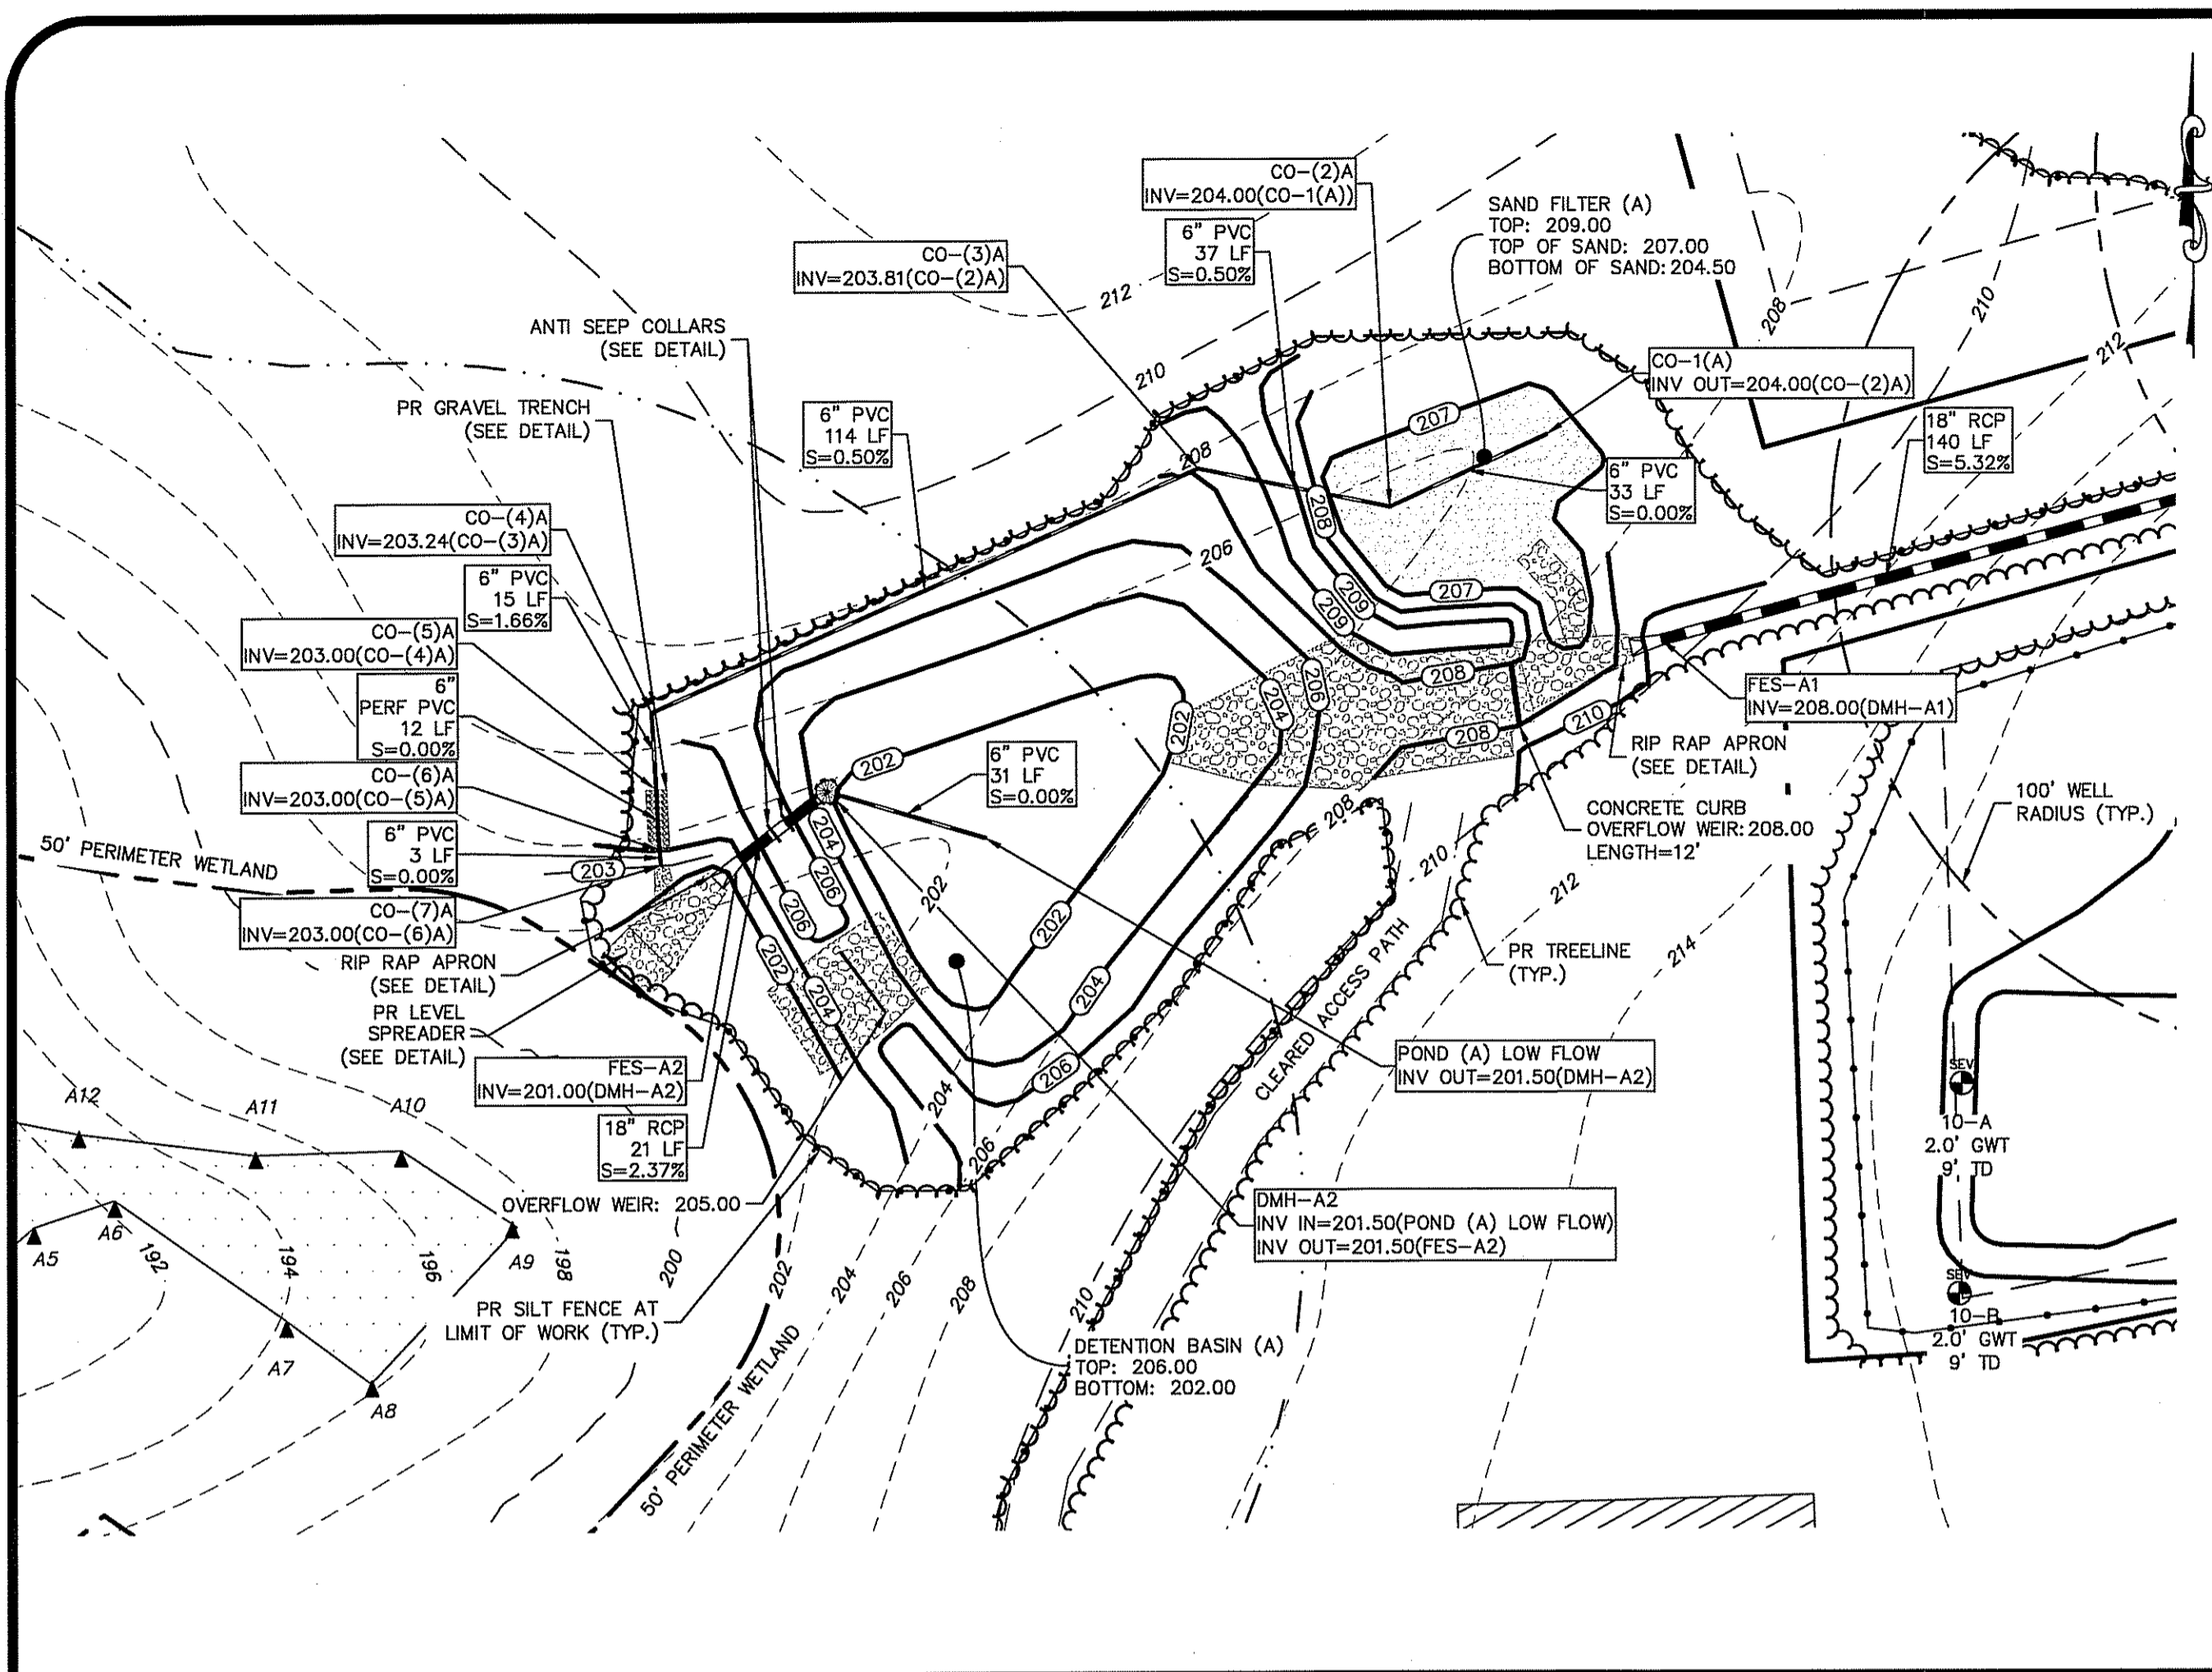 CO-(2)A
INV=204.00(CO-1(A))
6" PVC
37 LF
S=0.50%
SAND FILTER (A)
TOP: 209.00
TOP OF SAND: 207.00
BOTTOM OF SAND: 204.50
CO-(3)A
INV=203.81(CO-(2)A)
212
208
210
212
ANTI SEEP COLLARS
(SEE DETAIL)
CO-1(A)
INV OUT=204.00(CO-(2)A)
210
PR GRAVEL TRENCH
(SEE DETAIL)
6" PVC
114 LF
S=0.50%
207
18" RCP
140 LF
S=5.32%
208
6" PVC
33 LF
S=0.00%
208
CO-(4)A
INV=203.24(CO-(3)A)
206
6" PVC
15 LF
S=1.66%
209
209
207
CO-(5)A
INV=203.00(CO-(4)A)
6"
PERF PVC
12 LF
S=0.00%
206
204
208
202
208
210
FES-A1
INV=208.00(DMH-A1)
RIP RAP APRON
(SEE DETAIL)
202
6" PVC
31 LF
S=0.00%
CO-(6)A
INV=203.00(CO-(5)A)
100' WELL
RADIUS (TYP.)
CONCRETE CURB
OVERFLOW WEIR: 208.00
LENGTH=12'
208
6" PVC
3 LF
S=0.00%
50' PERIMETER WETLAND
203
204
206
206
202
202
210
212
214
CO-(7)A
INV=203.00(CO-(6)A)
RIP RAP APRON
(SEE DETAIL)
PR TREELINE
(TYP.)
202
204
204
CLEARED ACCESS PATH
PR LEVEL
SPREADER
(SEE DETAIL)
FES-A2
INV=201.00(DMH-A2)
POND (A) LOW FLOW
INV OUT=201.50(DMH-A2)
206
204
206
SEV
10-A
2.0' GWT
9' TD
A12
A11
A10
18" RCP
21 LF
S=2.37%
OVERFLOW WEIR: 205.00
DMH-A2
INV IN=201.50(POND (A) LOW FLOW)
INV OUT=201.50(FES-A2)
A5
A6
192
194
196
A9
198
200
202
204
206
208
210
SEV
10-B
2.0' GWT
9' TD
PR SILT FENCE AT
LIMIT OF WORK (TYP.)
A7
A8
DETENTION BASIN (A)
TOP: 206.00
BOTTOM: 202.00
50' PERIMETER WETLAND